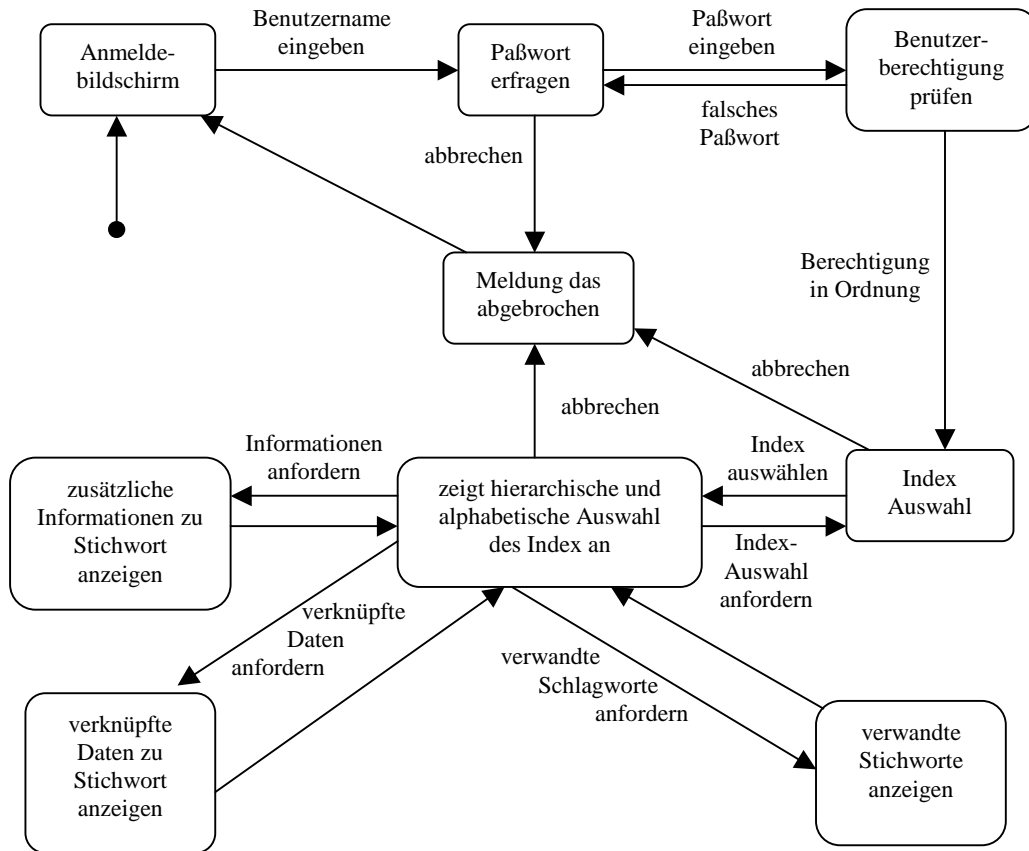 Benutzername
eingeben
Anmelde-
bildschirm
Paßwort
erfragen
Paßwort
eingeben
falsches
Paßwort
Benutzer-
berechtigung
prüfen
abbrechen
Berechtigung
in Ordnung
Meldung das
abgebrochen
abbrechen
abbrechen
Informationen
anfordern
Index
auswählen
zusätzliche
Informationen zu
Stichwort
anzeigen
zeigt hierarchische und
alphabetische Auswahl
des Index an
Index
Auswahl
Index-
Auswahl
anfordern
verknüpfte
Daten
anfordern
verwandte
Schlagworte
anfordern
verknüpfte
Daten zu
Stichwort
anzeigen
verwandte
Stichworte
anzeigen